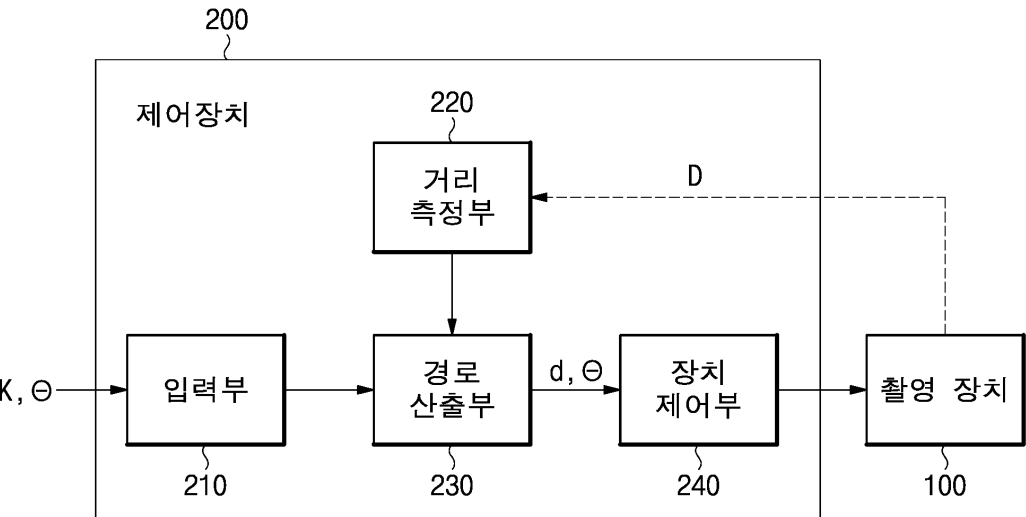 200
제어장치
220
거리
측정부
D
K, Θ
입력부
경로
산출부
d, Θ
장치
제어부
촬영 장치
210
230
240
100